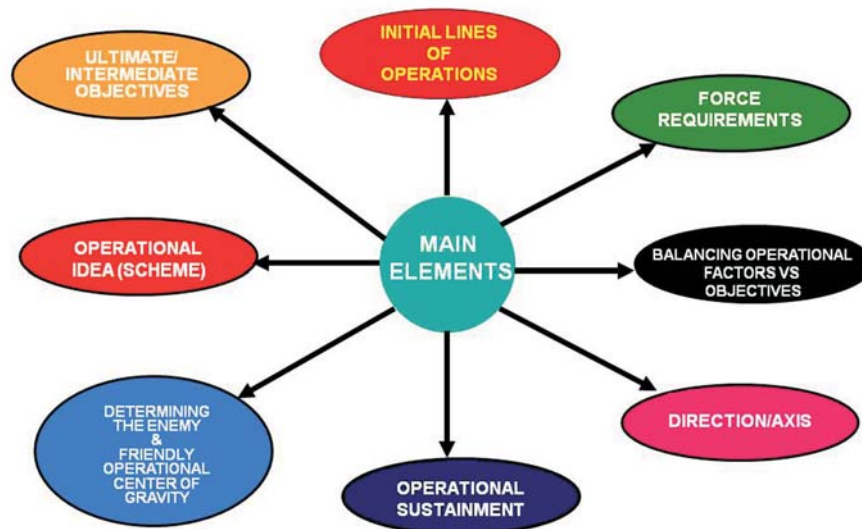 ULTIMATE/
INTERMEDIATE
OBJECTIVES
INITIAL LINES
OF
OPERATIONS
FORCE
REQUIREMENTS
OPERATIONAL
IDEA (SCHEME)
MAIN
ELEMENTS
BALANCING OPERATIONAL
FACTORS VS
OBJECTIVES
DETERMINING
THE ENEMY
&
FRIENDLY
OPERATIONAL
CENTER OF
GRAVITY
OPERATIONAL
SUSTAINMENT
DIRECTION/AXIS